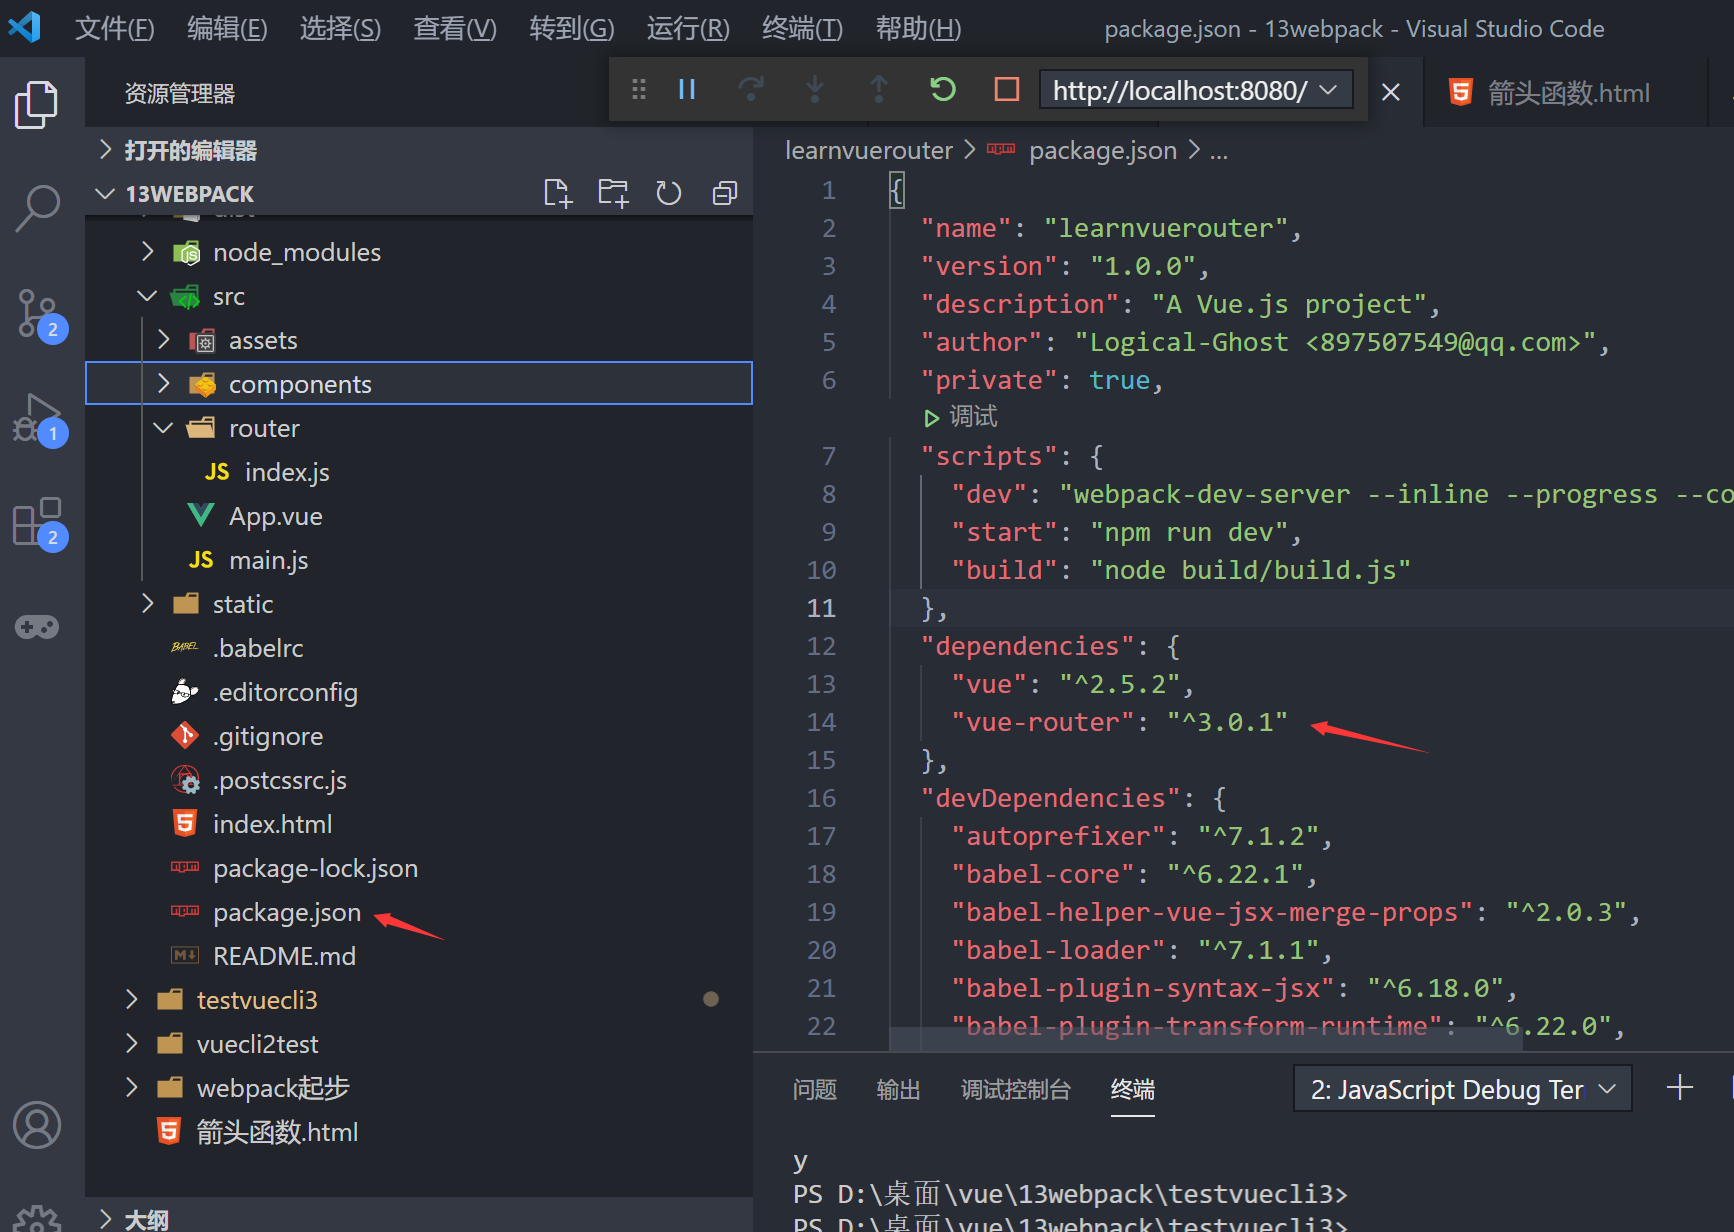 文件(F) 编辑(E) 选择(S) 查看(V) 转到(G) 运行(R) 终端(T) 帮助(H) package.json - 13webpack - Visual Studio Code
资源管理器
http://localhost:8080/
箭头函数.html
打开的编辑器
13WEBPACK
node_modules
src
assets
components
router
index.js
App.vue
main.js
static
.babelrc
.editorconfig
.gitignore
.postcssrc.js
index.html
package-lock.json
package.json
README.md
testvuecli3
vuecli2test
webpack起步
箭头函数.html
大纲
2
1
2
learnvuerouter > package.json > ...
1 {
2 "name": "learnvuerouter",
3 "version": "1.0.0",
4 "description": "A Vue.js project",
5 "author": "Logical-Ghost <897507549@qq.com>",
6 "private": true,
调试
7 "scripts": {
8 "dev": "webpack-dev-server --inline --progress --co
9 "start": "npm run dev",
10 "build": "node build/build.js"
11 },
12 "dependencies": {
13 "vue": "^2.5.2",
14 "vue-router": "^3.0.1"
15 },
16 "devDependencies": {
17 "autoprefixer": "^7.1.2",
18 "babel-core": "^6.22.1",
19 "babel-helper-vue-jsx-merge-props": "^2.0.3",
20 "babel-loader": "^7.1.1",
21 "babel-plugin-syntax-jsx": "^6.18.0",
22 "babel-plugin-transform-runtime": "^6.22.0",
问题 输出 调试控制台 终端 2: JavaScript Debug Ter
y
PS D:\桌面\vue\13webpack\testvuecli3>
PS D:\桌面\vue\13webpack\testvuecli3>